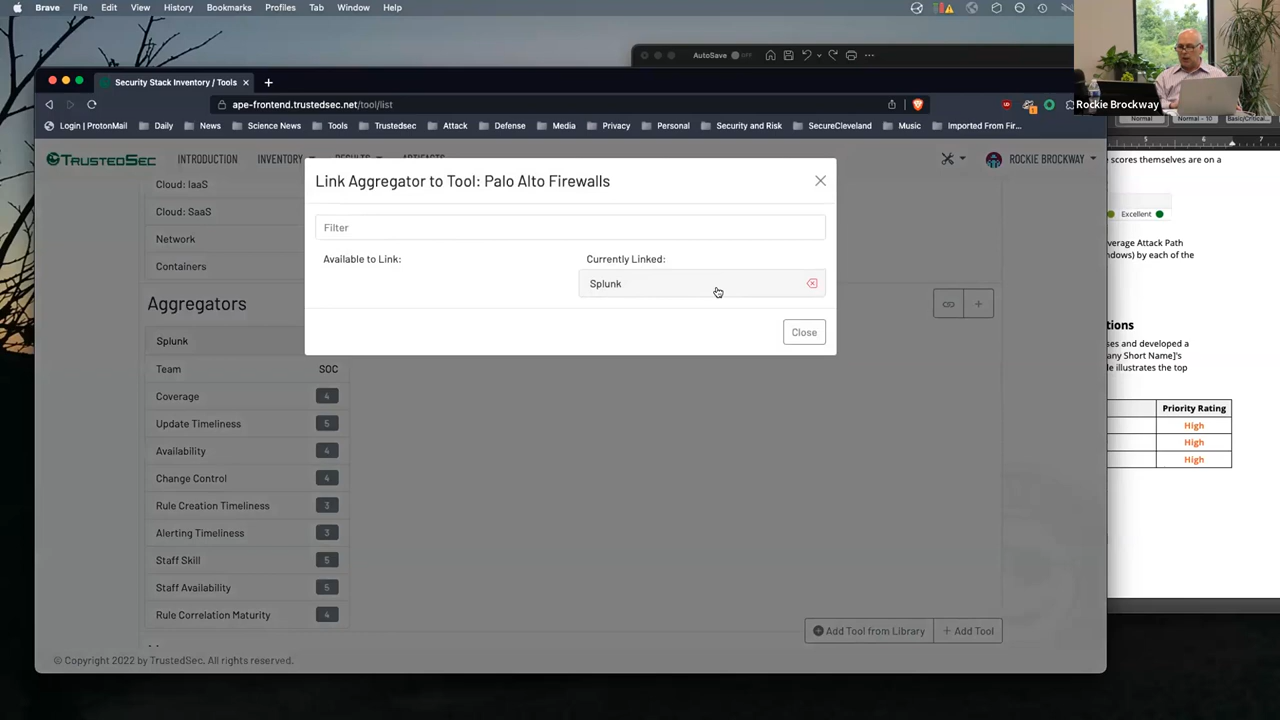 Brave File Edit View History Bookmarks Profiles Tab Window Help
AutoSave
Security Stack Inventory / Tools
ape-frontend.trustedsec.net/tool/list
Rockie Brockway
Login | ProtonMail Daily News Science News Tools Trustedsec Attack Defense Media Privacy Personal Security and Risk SecureCleveland Music Imported From Fir...
Normal Normal - 10 Basic/Critical...
TRUSTEDSEC INTRODUCTION INVENTORY RESULTS ARTIFACTS ROCKIE BROCKWAY
e scores themselves are on a
Link Aggregator to Tool: Palo Alto Firewalls
Cloud: IaaS
Cloud: SaaS
Excellent
Filter
Network
verage Attack Path
ndows) by each of the
Available to Link:
Currently Linked:
Containers
Splunk
Aggregators
tions
Close
Splunk
ses and developed a
any Short Name]'s
le illustrates the top
Team SOC
Coverage 4
Priority Rating
Update Timeliness 5
High
High
Availability 4
High
Change Control 4
Rule Creation Timeliness 3
Alerting Timeliness 3
Staff Skill 5
Staff Availability 5
Rule Correlation Maturity 4
Add Tool from Library + Add Tool
© Copyright 2022 by TrustedSec. All rights reserved.